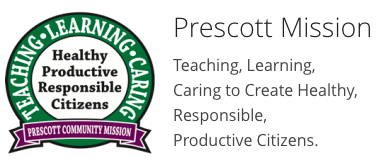 TEACHING • LEARNING • CARING
Healthy
Productive
Responsible
Citizens
PRESCOTT COMMUNITY MISSION
Prescott Mission
Teaching, Learning,
Caring to Create Healthy,
Responsible,
Productive Citizens.